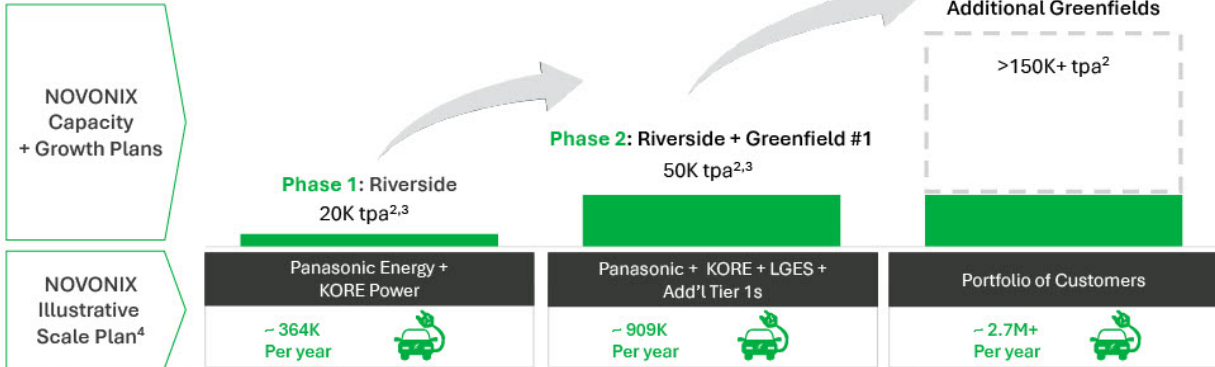 Additional Greenfields
>150K+ tpa²
NOVONIX
Capacity
+ Growth Plans
Phase 2: Riverside + Greenfield #1
50K tpa²,³
Phase 1: Riverside
20K tpa²,³
NOVONIX
Illustrative
Scale Plan⁴
Panasonic Energy +
KORE Power
Panasonic + KORE + LGES +
Add'l Tier 1s
Portfolio of Customers
~ 364K
Per year
~ 909K
Per year
~ 2.7M+
Per year